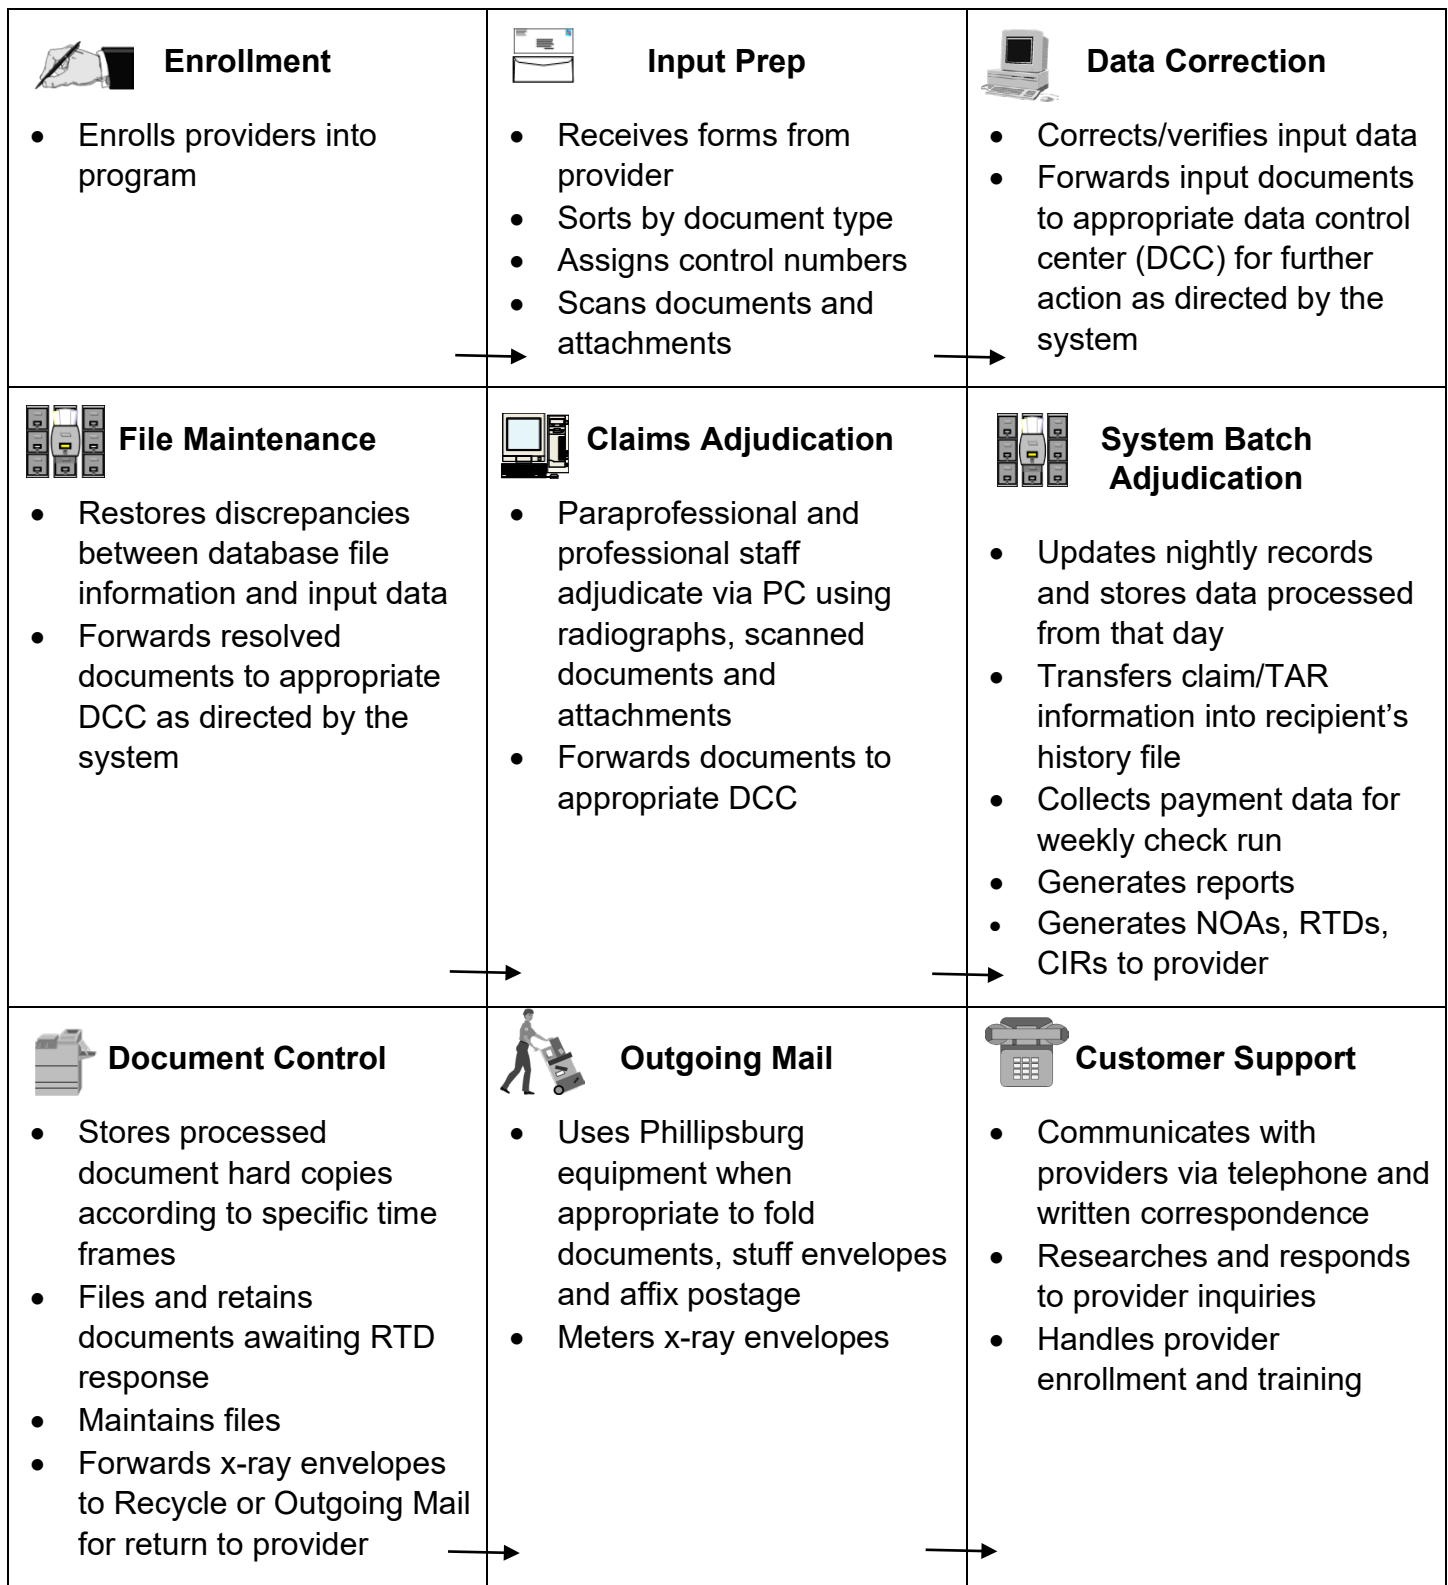 Enrollment
• Enrolls providers into
program
Input Prep
• Receives forms from
provider
• Sorts by document type
• Assigns control numbers
• Scans documents and
attachments
Data Correction
• Corrects/verifies input data
• Forwards input documents
to appropriate data control
center (DCC) for further
action as directed by the
system
File Maintenance
• Restores discrepancies
between database file
information and input data
• Forwards resolved
documents to appropriate
DCC as directed by the
system
Claims Adjudication
• Paraprofessional and
professional staff
adjudicate via PC using
radiographs, scanned
documents and
attachments
• Forwards documents to
appropriate DCC
System Batch
Adjudication
• Updates nightly records
and stores data processed
from that day
• Transfers claim/TAR
information into recipient’s
history file
• Collects payment data for
weekly check run
• Generates reports
• Generates NOAs, RTDs,
CIRs to provider
Document Control
• Stores processed
document hard copies
according to specific time
frames
• Files and retains
documents awaiting RTD
response
• Maintains files
• Forwards x-ray envelopes
to Recycle or Outgoing Mail
for return to provider
Outgoing Mail
• Uses Phillipsburg
equipment when
appropriate to fold
documents, stuff envelopes
and affix postage
• Meters x-ray envelopes
Customer Support
• Communicates with
providers via telephone and
written correspondence
• Researches and responds
to provider inquiries
• Handles provider
enrollment and training